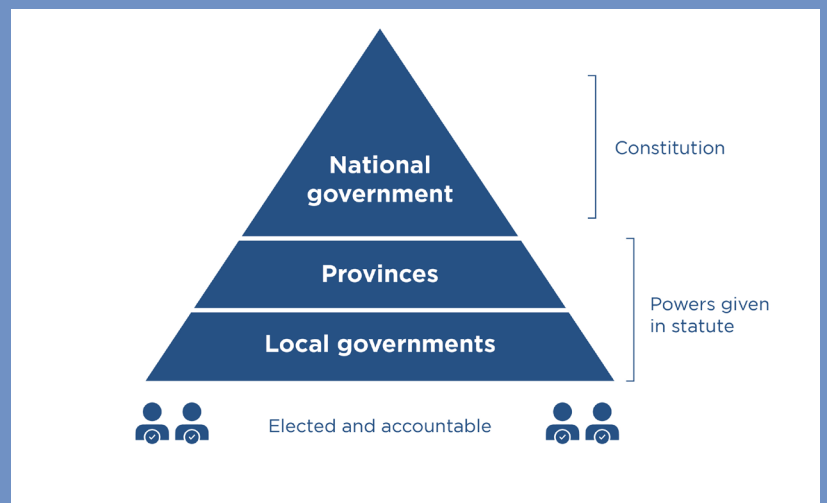 National
government
Constitution
Provinces
Powers given
in statute
Local governments
Elected and accountable